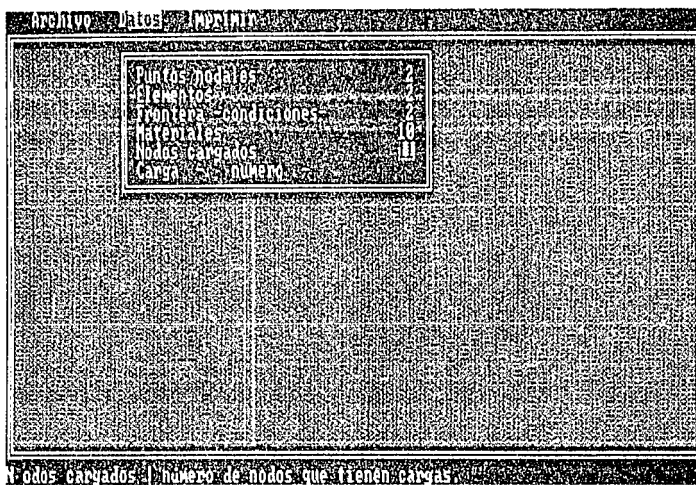 Archivo Datos Imprimir
Puntos nodales 2
Elementos 2
frontera -condiciones- 2
Materiales 10
Nodos cargados 11
Carga - numero
Nodos cargados | numero de nodos que tienen cargas.